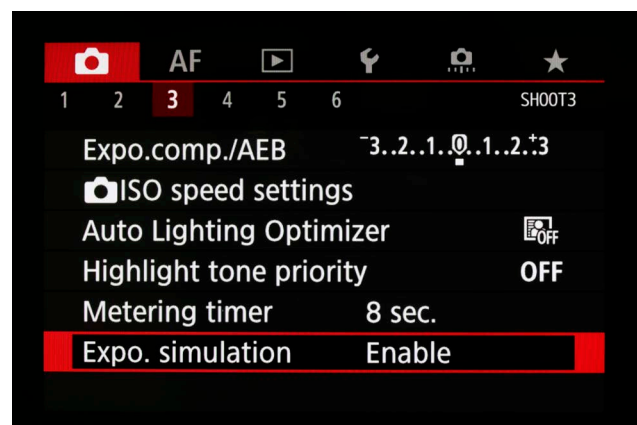 AF
1 2 3 4 5 6 SHOOT3
Expo.comp./AEB -3..2..1..0..1..2.+3
ISO speed settings
Auto Lighting Optimizer OFF
Highlight tone priority OFF
Metering timer 8 sec.
Expo. simulation Enable